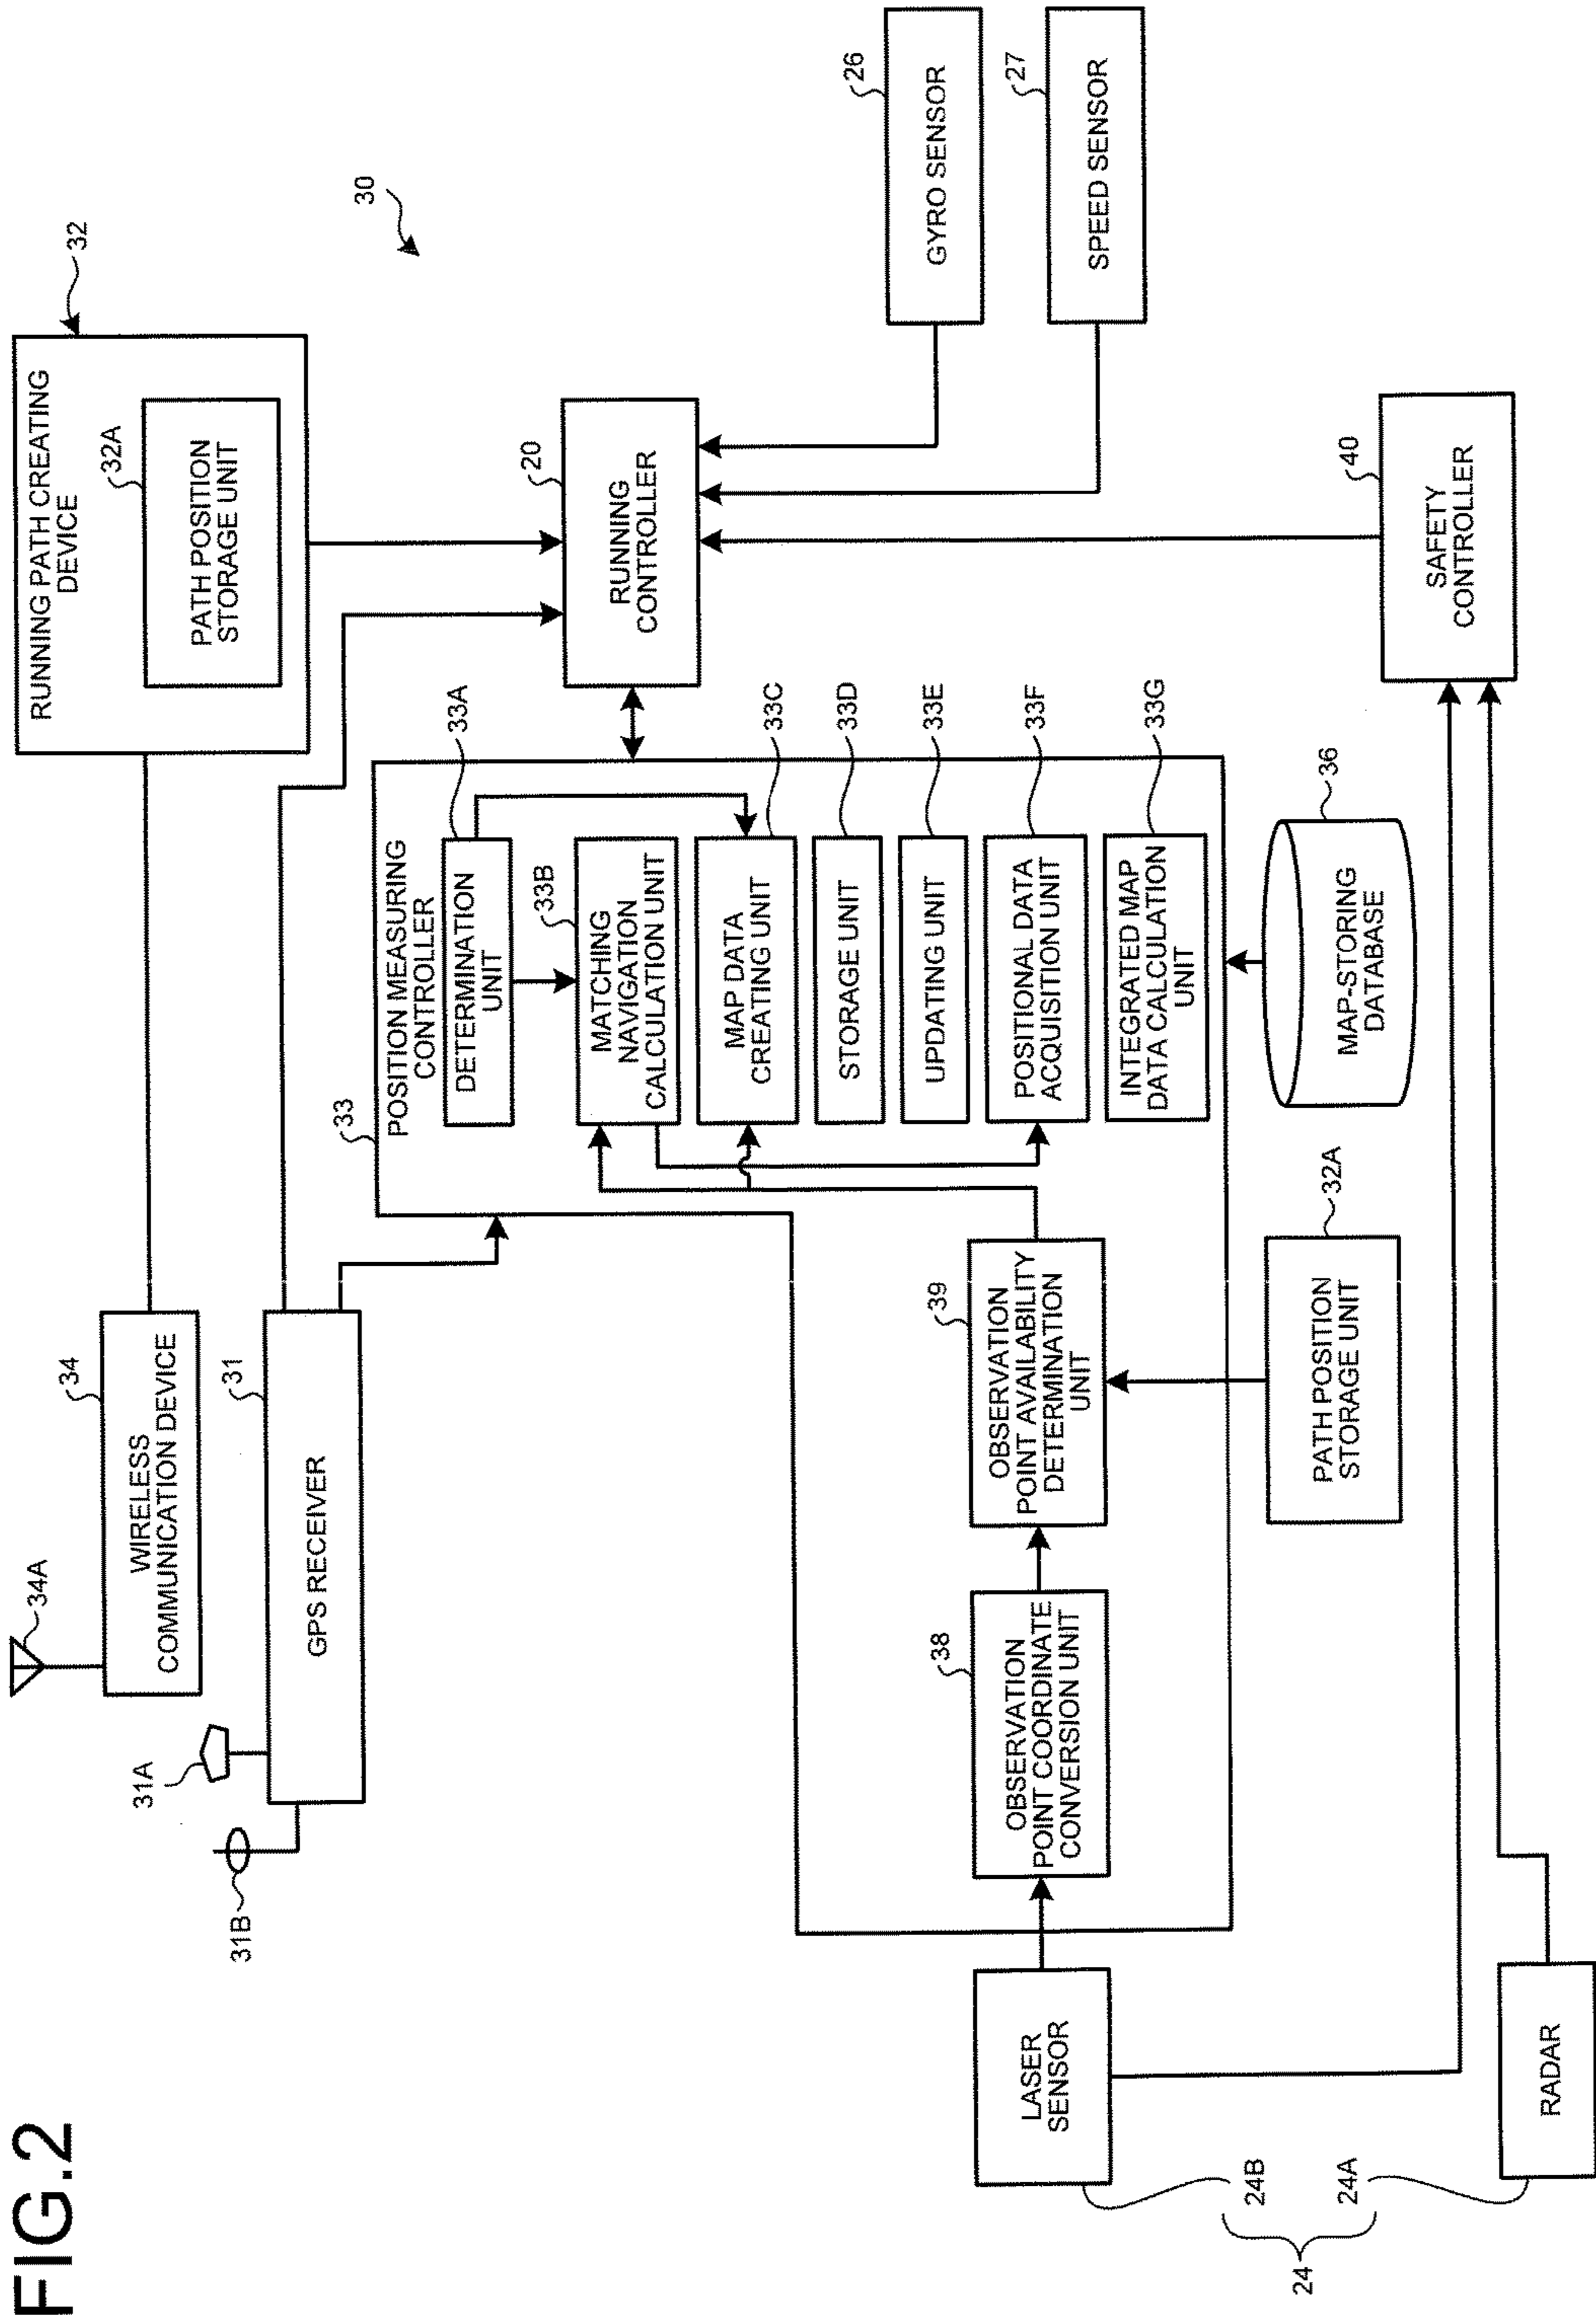 FIG.2
34A
34
WIRELESS
COMMUNICATION DEVICE
31A
31B
31
GPS RECEIVER
32
RUNNING PATH CREATING
DEVICE
32A
PATH POSITION
STORAGE UNIT
30
20
RUNNING
CONTROLLER
26
GYRO SENSOR
27
SPEED SENSOR
33
POSITION MEASURING
CONTROLLER
33A
DETERMINATION
UNIT
33B
MATCHING
NAVIGATION
CALCULATION UNIT
33C
MAP DATA
CREATING UNIT
33D
STORAGE UNIT
33E
UPDATING UNIT
33F
POSITIONAL DATA
ACQUISITION UNIT
33G
INTEGRATED MAP
DATA CALCULATION
UNIT
24
24B
LASER
SENSOR
38
OBSERVATION
POINT COORDINATE
CONVERSION UNIT
39
OBSERVATION
POINT AVAILABILITY
DETERMINATION
UNIT
32A
PATH POSITION
STORAGE UNIT
36
MAP-STORING
DATABASE
40
SAFETY
CONTROLLER
24A
RADAR